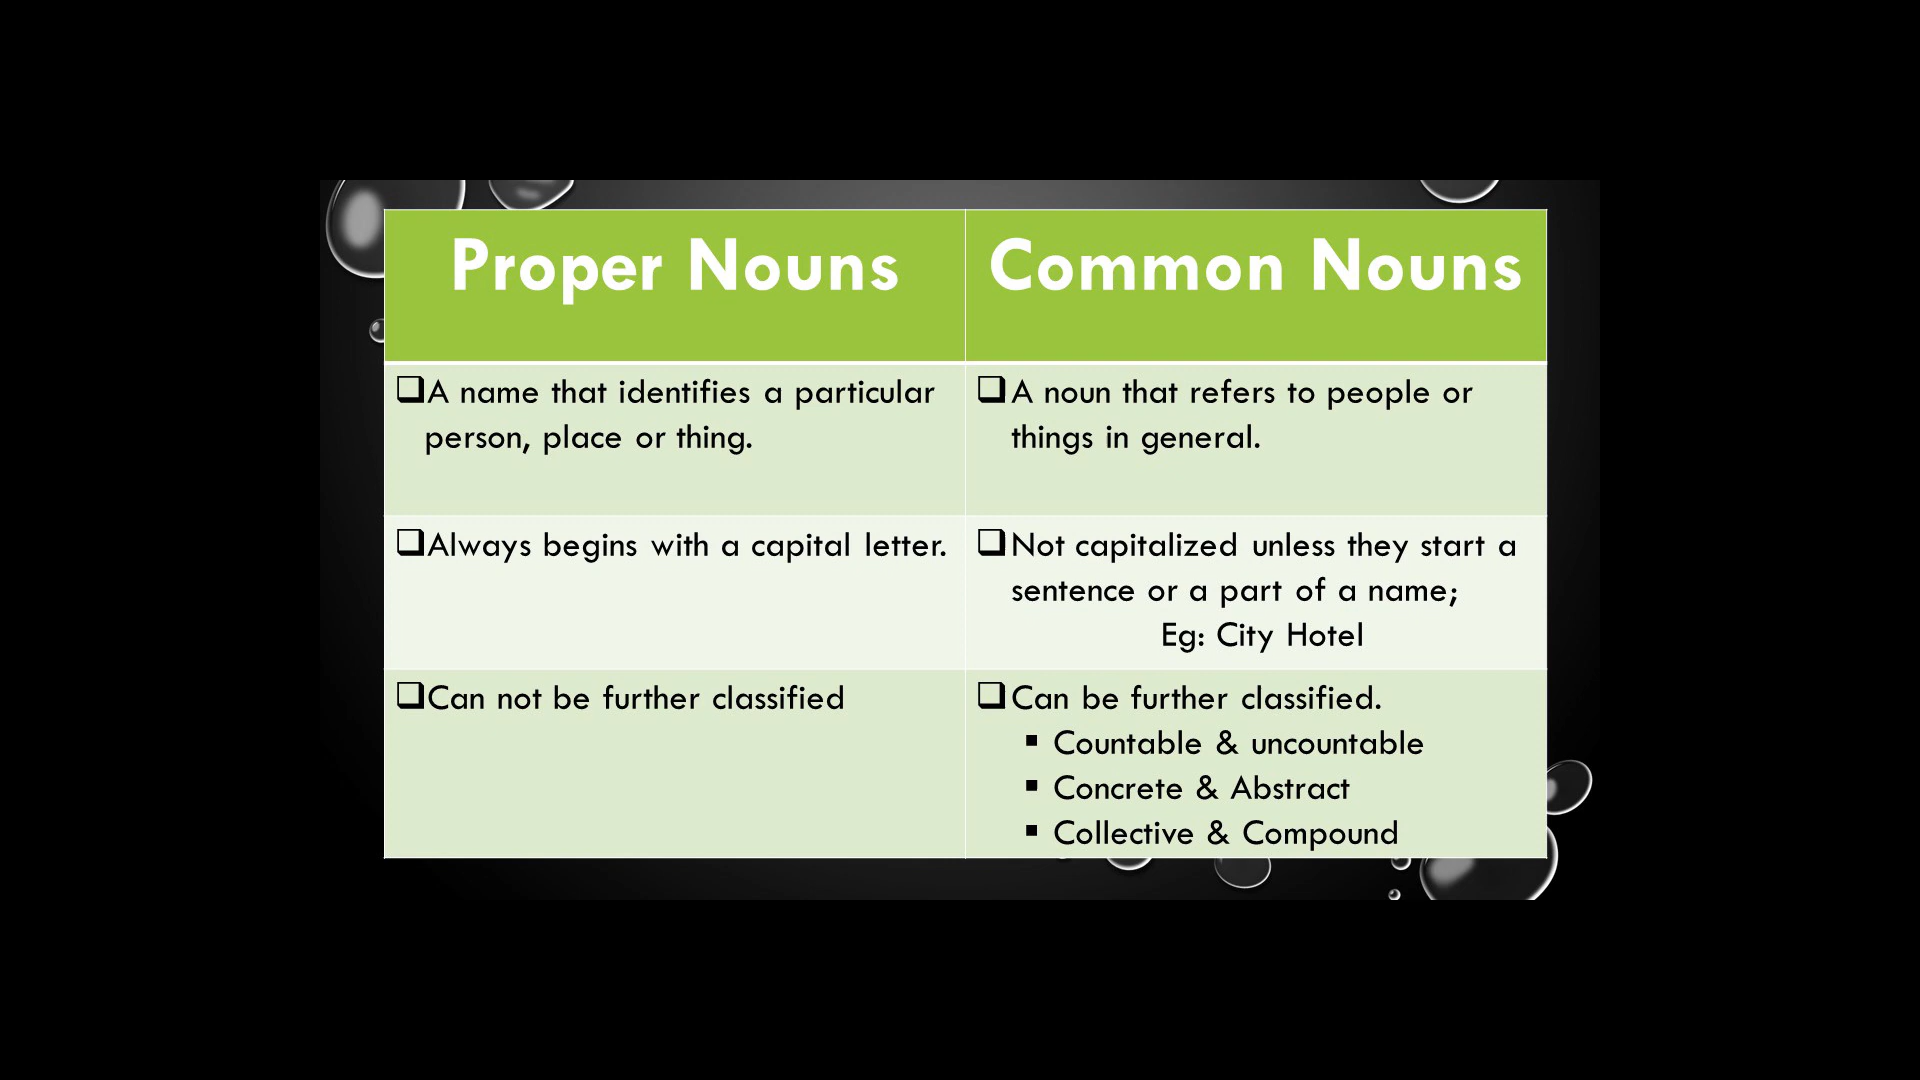 Proper Nouns
Common Nouns
❑A name that identifies a particular
person, place or thing.
❑A noun that refers to people or
things in general.
❑Always begins with a capital letter.
❑Not capitalized unless they start a
sentence or a part of a name;
Eg: City Hotel
❑Can not be further classified
❑Can be further classified.
▪ Countable & uncountable
▪ Concrete & Abstract
▪ Collective & Compound